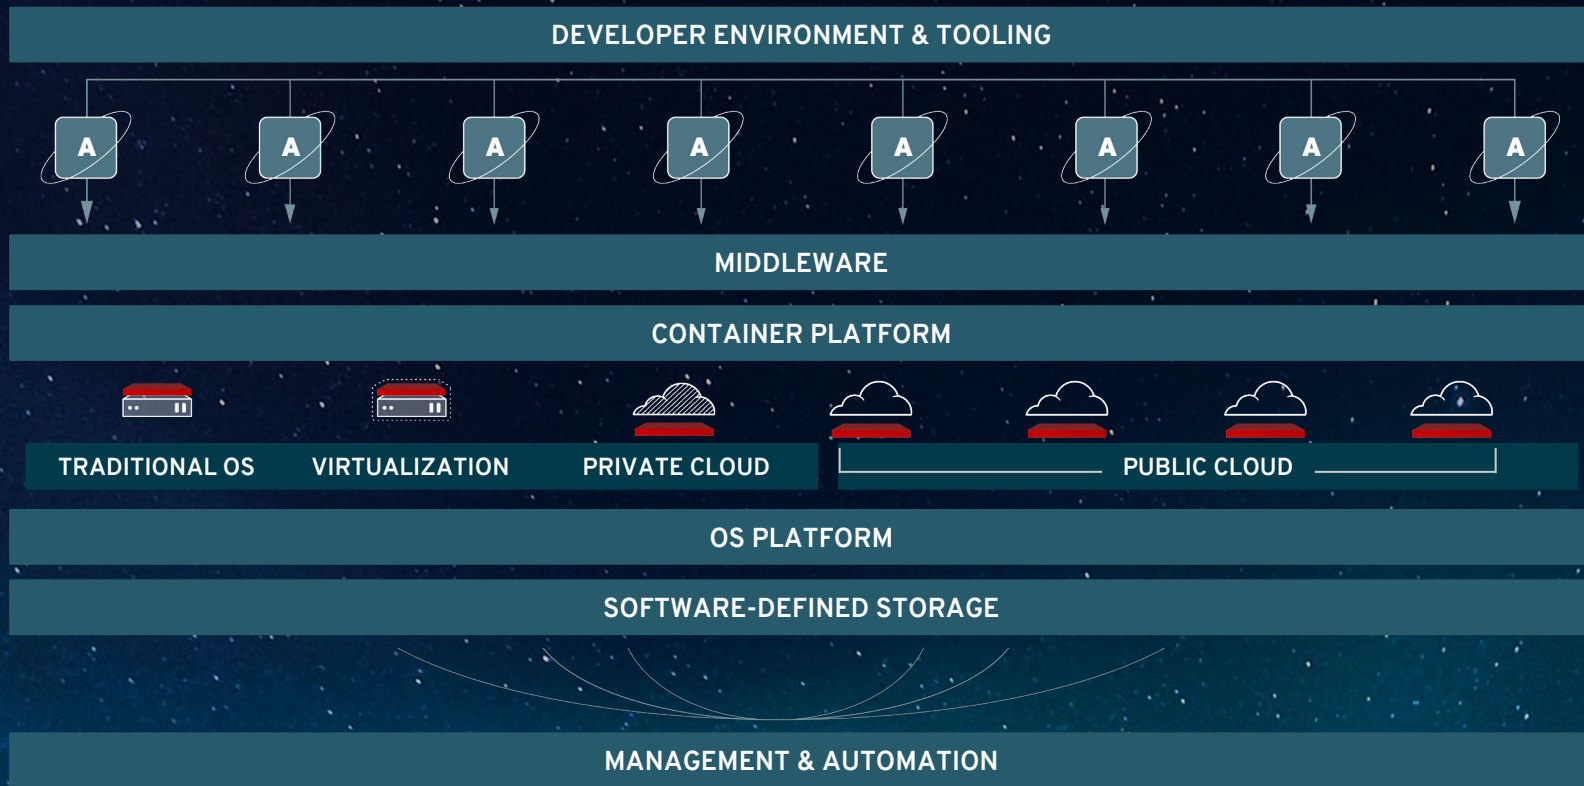 DEVELOPER ENVIRONMENT & TOOLING
A A A A A A A A
MIDDLEWARE
CONTAINER PLATFORM
TRADITIONAL OS VIRTUALIZATION PRIVATE CLOUD PUBLIC CLOUD
OS PLATFORM
SOFTWARE-DEFINED STORAGE
MANAGEMENT & AUTOMATION